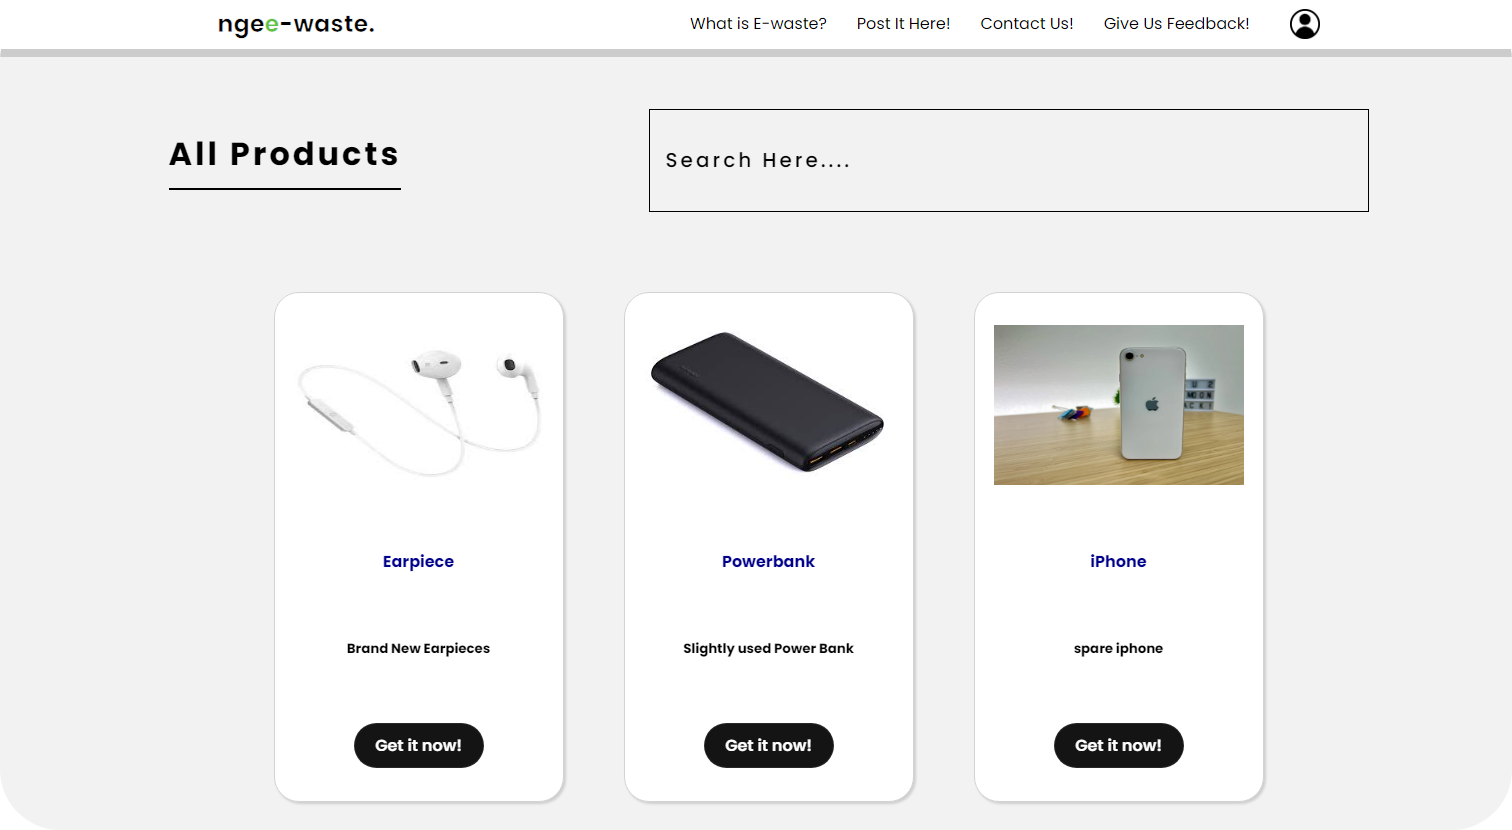 ngee-waste.
What is E-waste?
Post It Here!
Contact Us!
Give Us Feedback!
All Products
Search Here....
Earpiece
Powerbank
iPhone
Brand New Earpieces
Slightly used Power Bank
spare iphone
Get it now!
Get it now!
Get it now!